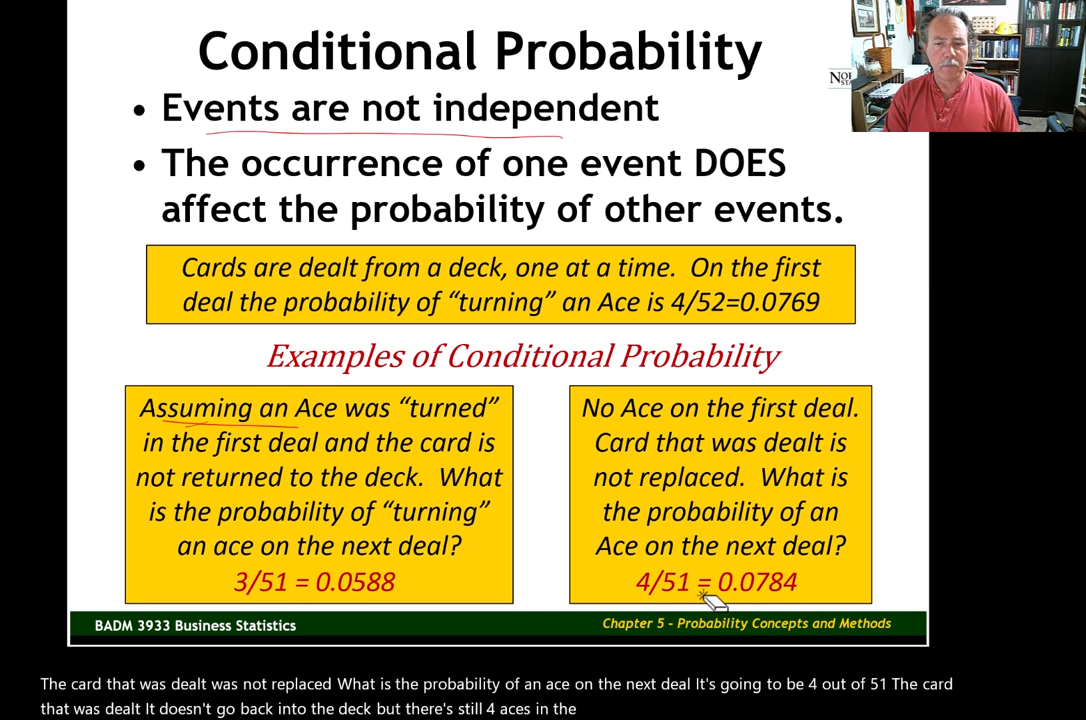 Conditional Probability
• Events are not independent
• The occurrence of one event DOES
affect the probability of other events.
Cards are dealt from a deck, one at a time. On the first
deal the probability of “turning” an Ace is 4/52=0.0769
Examples of Conditional Probability
Assuming an Ace was “turned”
in the first deal and the card is
not returned to the deck. What
is the probability of “turning”
an ace on the next deal?
3/51 = 0.0588
No Ace on the first deal.
Card that was dealt is
not replaced. What is
the probability of an
Ace on the next deal?
4/51 = 0.0784
BADM 3933 Business Statistics
Chapter 5 - Probability Concepts and Methods
The card that was dealt was not replaced What is the probability of an ace on the next deal It's going to be 4 out of 51 The card
that was dealt It doesn't go back into the deck but there's still 4 aces in the